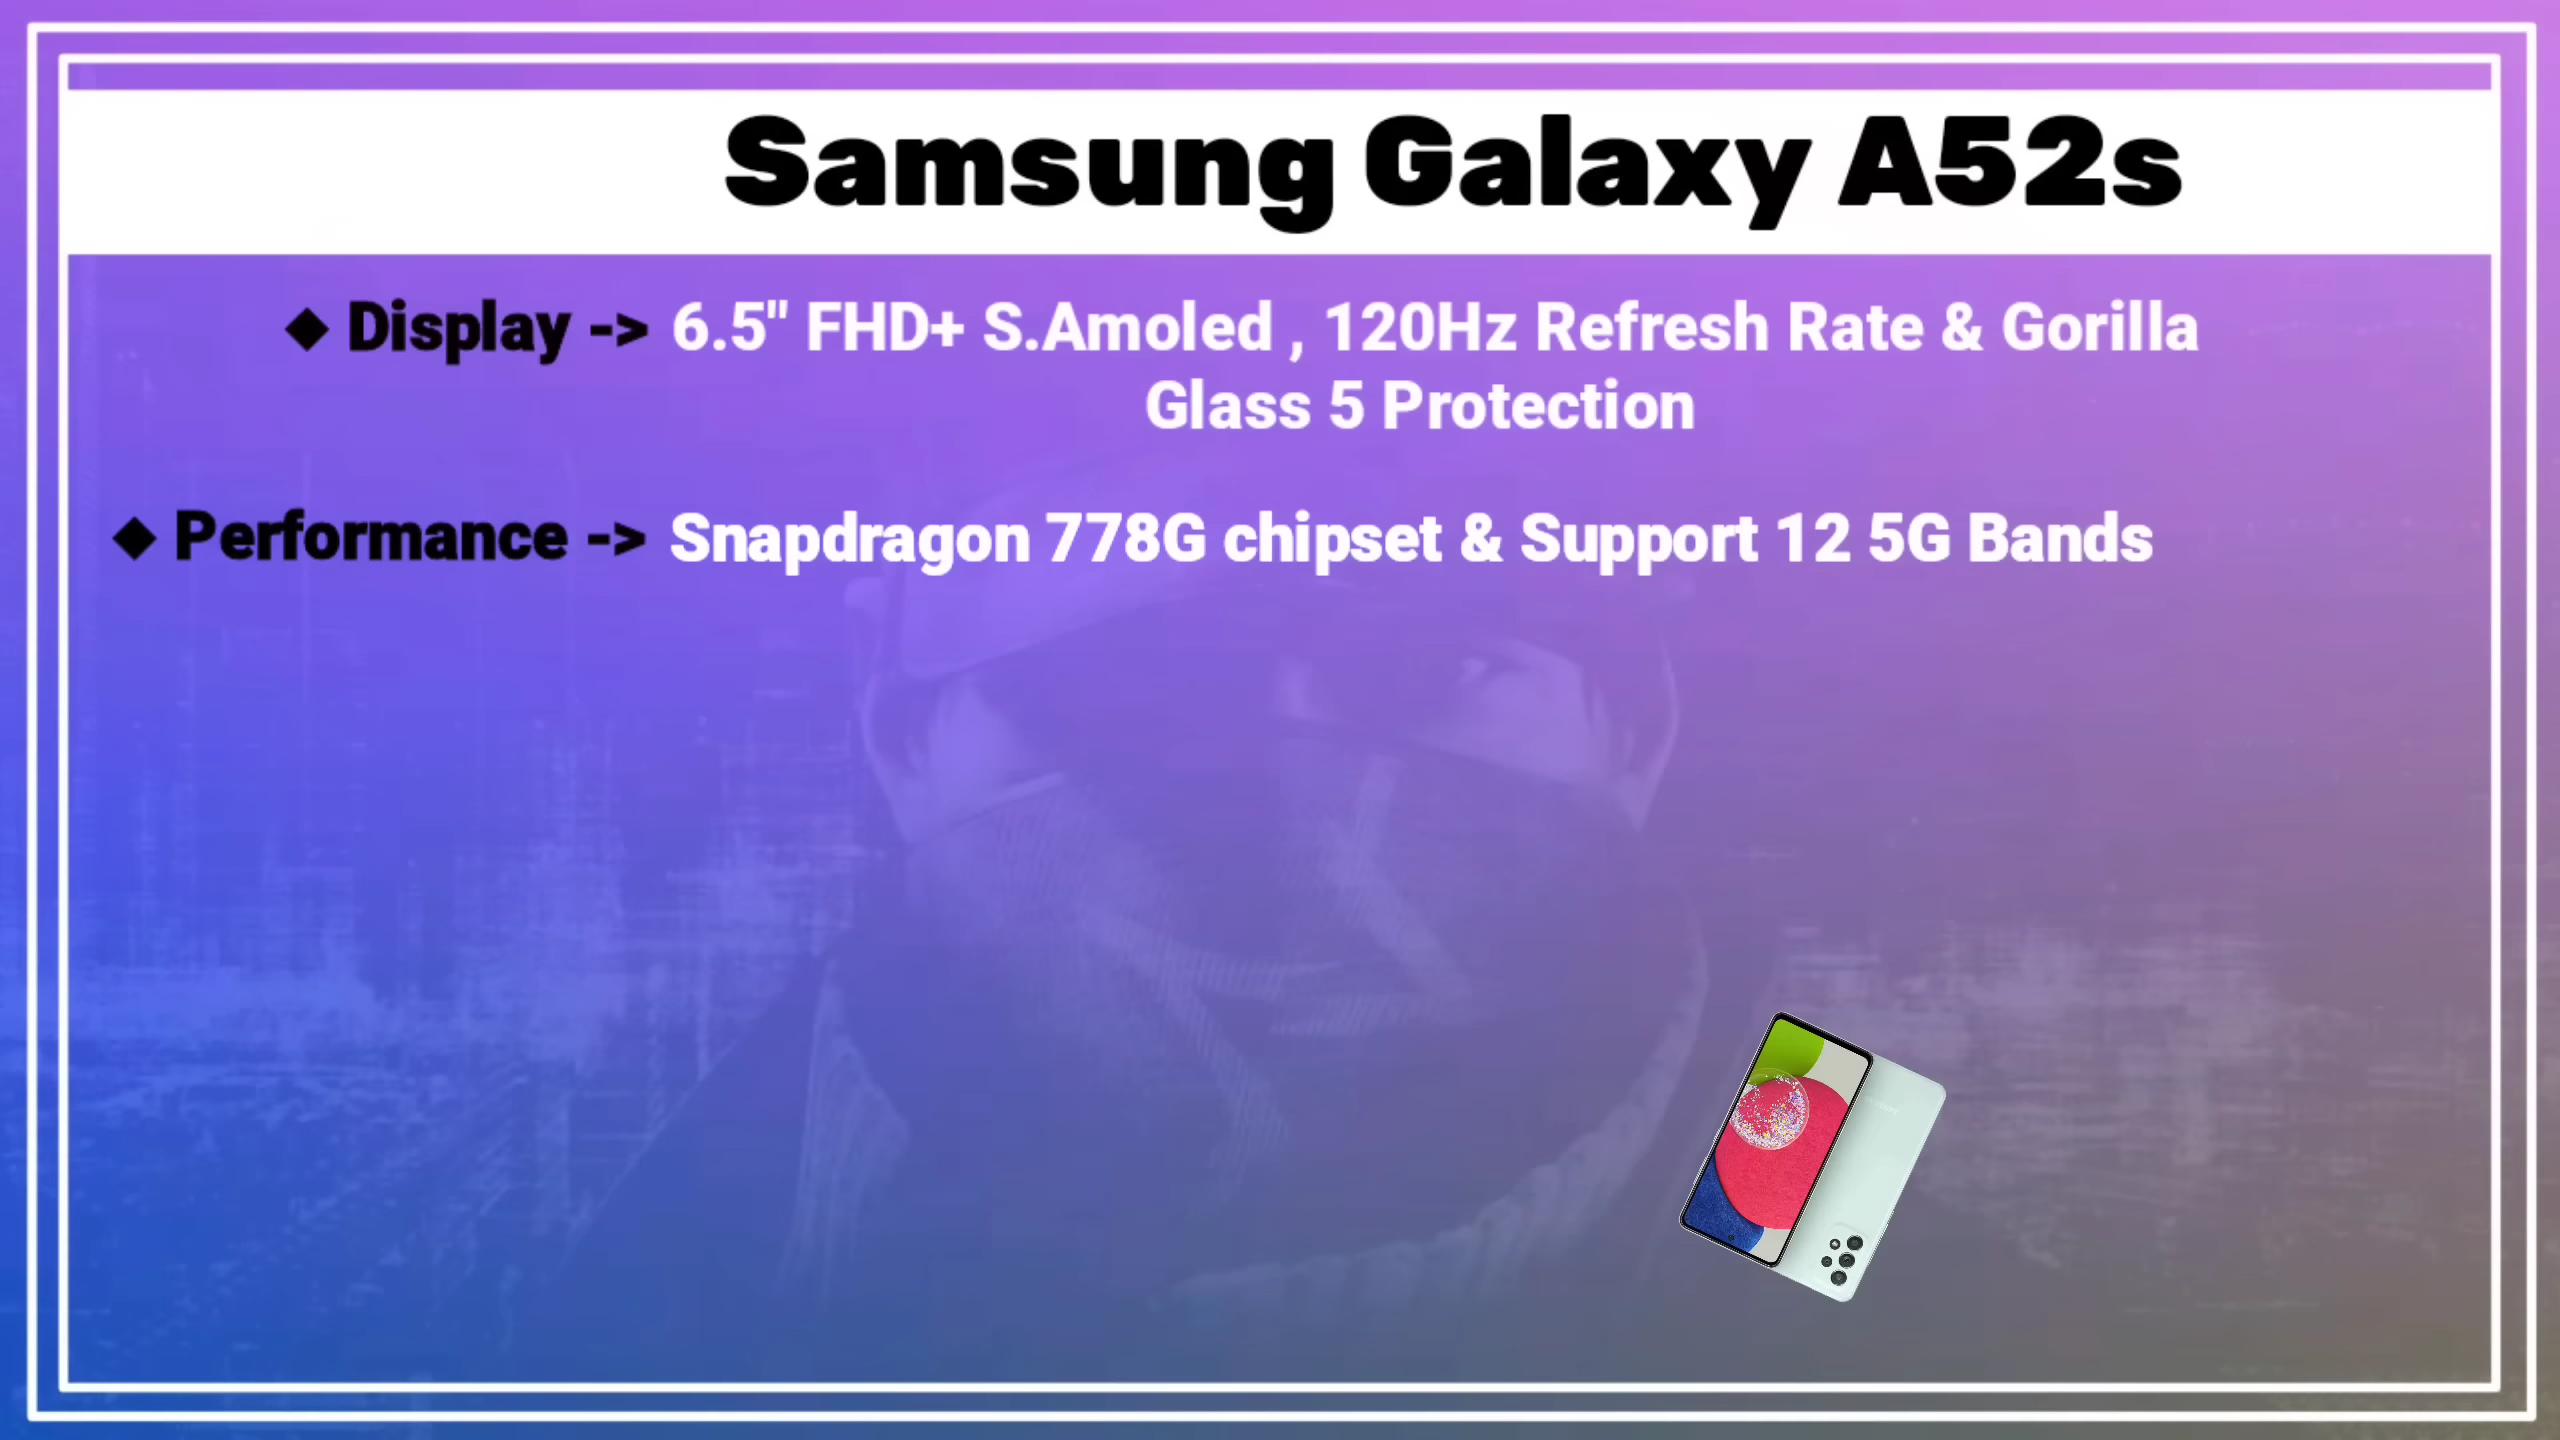 Samsung Galaxy A52s
◆ Display -> 6.5" FHD+ S.Amoled , 120Hz Refresh Rate & Gorilla
Glass 5 Protection
◆ Performance -> Snapdragon 778G chipset & Support 12 5G Bands